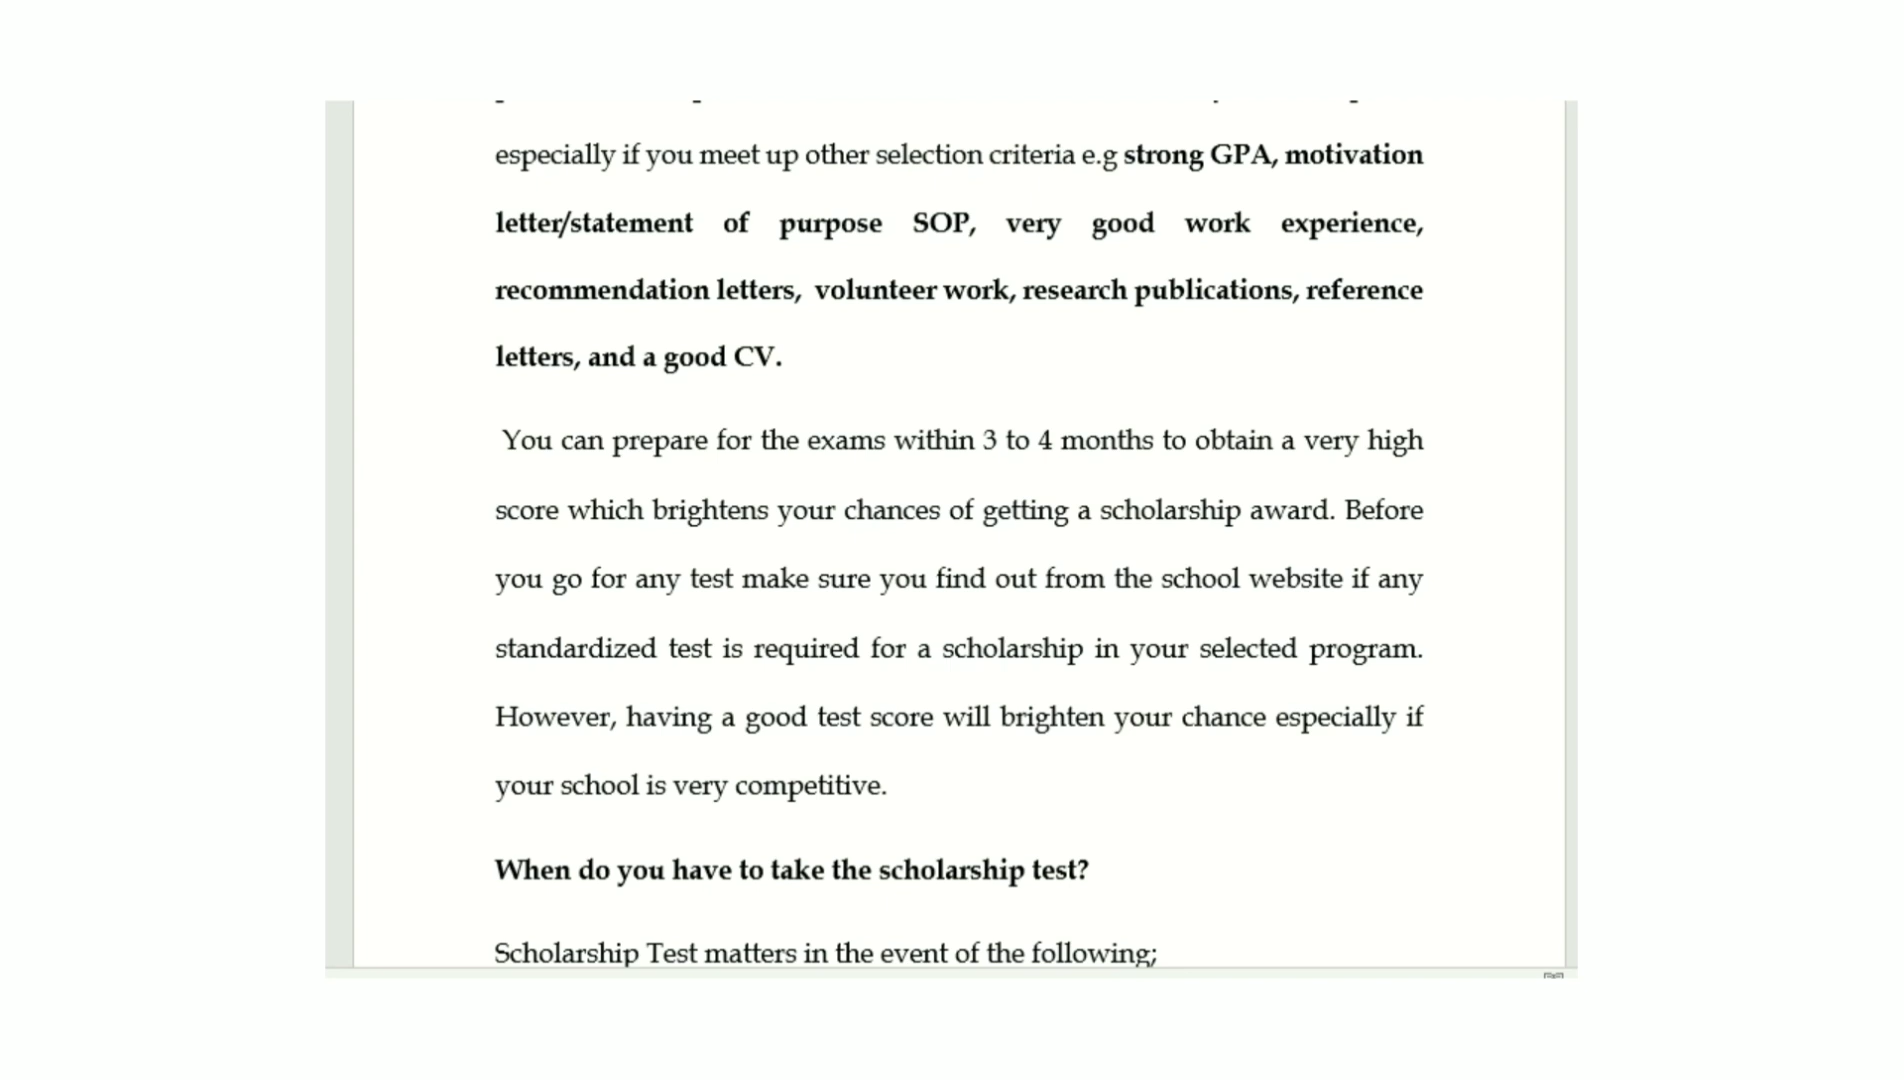 especially if you meet up other selection criteria e.g strong GPA, motivation
letter/statement of purpose SOP, very good work experience,
recommendation letters, volunteer work, research publications, reference
letters, and a good CV.
You can prepare for the exams within 3 to 4 months to obtain a very high
score which brightens your chances of getting a scholarship award. Before
you go for any test make sure you find out from the school website if any
standardized test is required for a scholarship in your selected program.
However, having a good test score will brighten your chance especially if
your school is very competitive.
When do you have to take the scholarship test?
Scholarship Test matters in the event of the following;